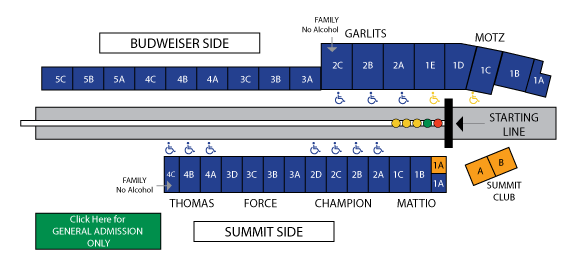 FAMILY
No Alcohol
GARLITS
MOTZ
BUDWEISER SIDE
5C 5B 5A 4C 4B 4A 3C 3B 3A 2C 2B 2A 1E 1D 1C 1B 1A
STARTING
LINE
4C 4B 4A 3D 3C 3B 3A 2D 2C 2B 2A 1C 1B 1A
1A
A B
FAMILY
No Alcohol
SUMMIT
CLUB
THOMAS FORCE CHAMPION MATTIO
Click Here for
GENERAL ADMISSION
ONLY
SUMMIT SIDE